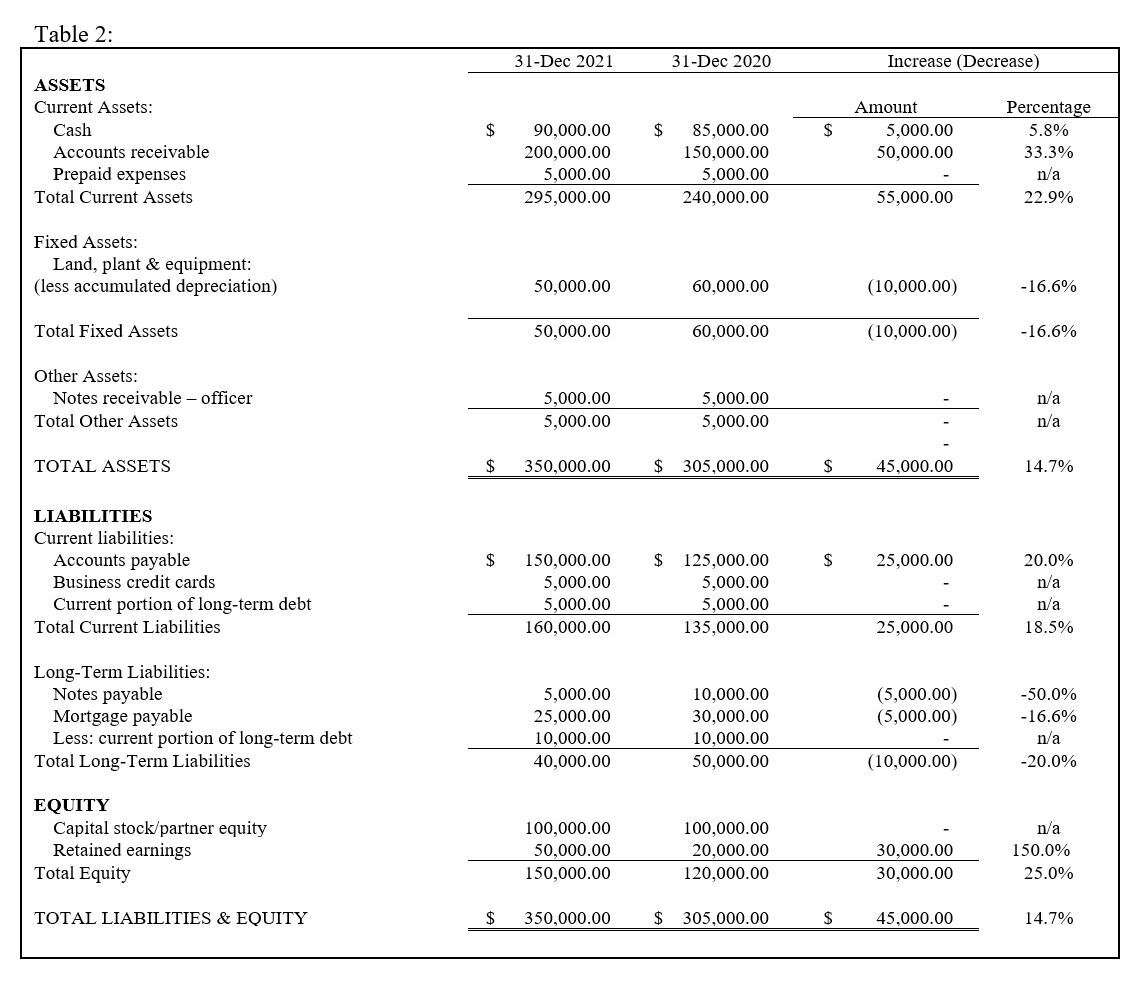 Table 2:
31-Dec 2021 31-Dec 2020 Increase (Decrease)
ASSETS
Current Assets: Amount Percentage
Cash $ 90,000.00 $ 85,000.00 $ 5,000.00 5.8%
Accounts receivable 200,000.00 150,000.00 50,000.00 33.3%
Prepaid expenses 5,000.00 5,000.00 - n/a
Total Current Assets 295,000.00 240,000.00 55,000.00 22.9%
Fixed Assets:
Land, plant & equipment:
(less accumulated depreciation) 50,000.00 60,000.00 (10,000.00) -16.6%
Total Fixed Assets 50,000.00 60,000.00 (10,000.00) -16.6%
Other Assets:
Notes receivable – officer 5,000.00 5,000.00 - n/a
Total Other Assets 5,000.00 5,000.00 - n/a
-
TOTAL ASSETS $ 350,000.00 $ 305,000.00 $ 45,000.00 14.7%
LIABILITIES
Current liabilities:
Accounts payable $ 150,000.00 $ 125,000.00 $ 25,000.00 20.0%
Business credit cards 5,000.00 5,000.00 - n/a
Current portion of long-term debt 5,000.00 5,000.00 - n/a
Total Current Liabilities 160,000.00 135,000.00 25,000.00 18.5%
Long-Term Liabilities:
Notes payable 5,000.00 10,000.00 (5,000.00) -50.0%
Mortgage payable 25,000.00 30,000.00 (5,000.00) -16.6%
Less: current portion of long-term debt 10,000.00 10,000.00 - n/a
Total Long-Term Liabilities 40,000.00 50,000.00 (10,000.00) -20.0%
EQUITY
Capital stock/partner equity 100,000.00 100,000.00 - n/a
Retained earnings 50,000.00 20,000.00 30,000.00 150.0%
Total Equity 150,000.00 120,000.00 30,000.00 25.0%
TOTAL LIABILITIES & EQUITY $ 350,000.00 $ 305,000.00 $ 45,000.00 14.7%